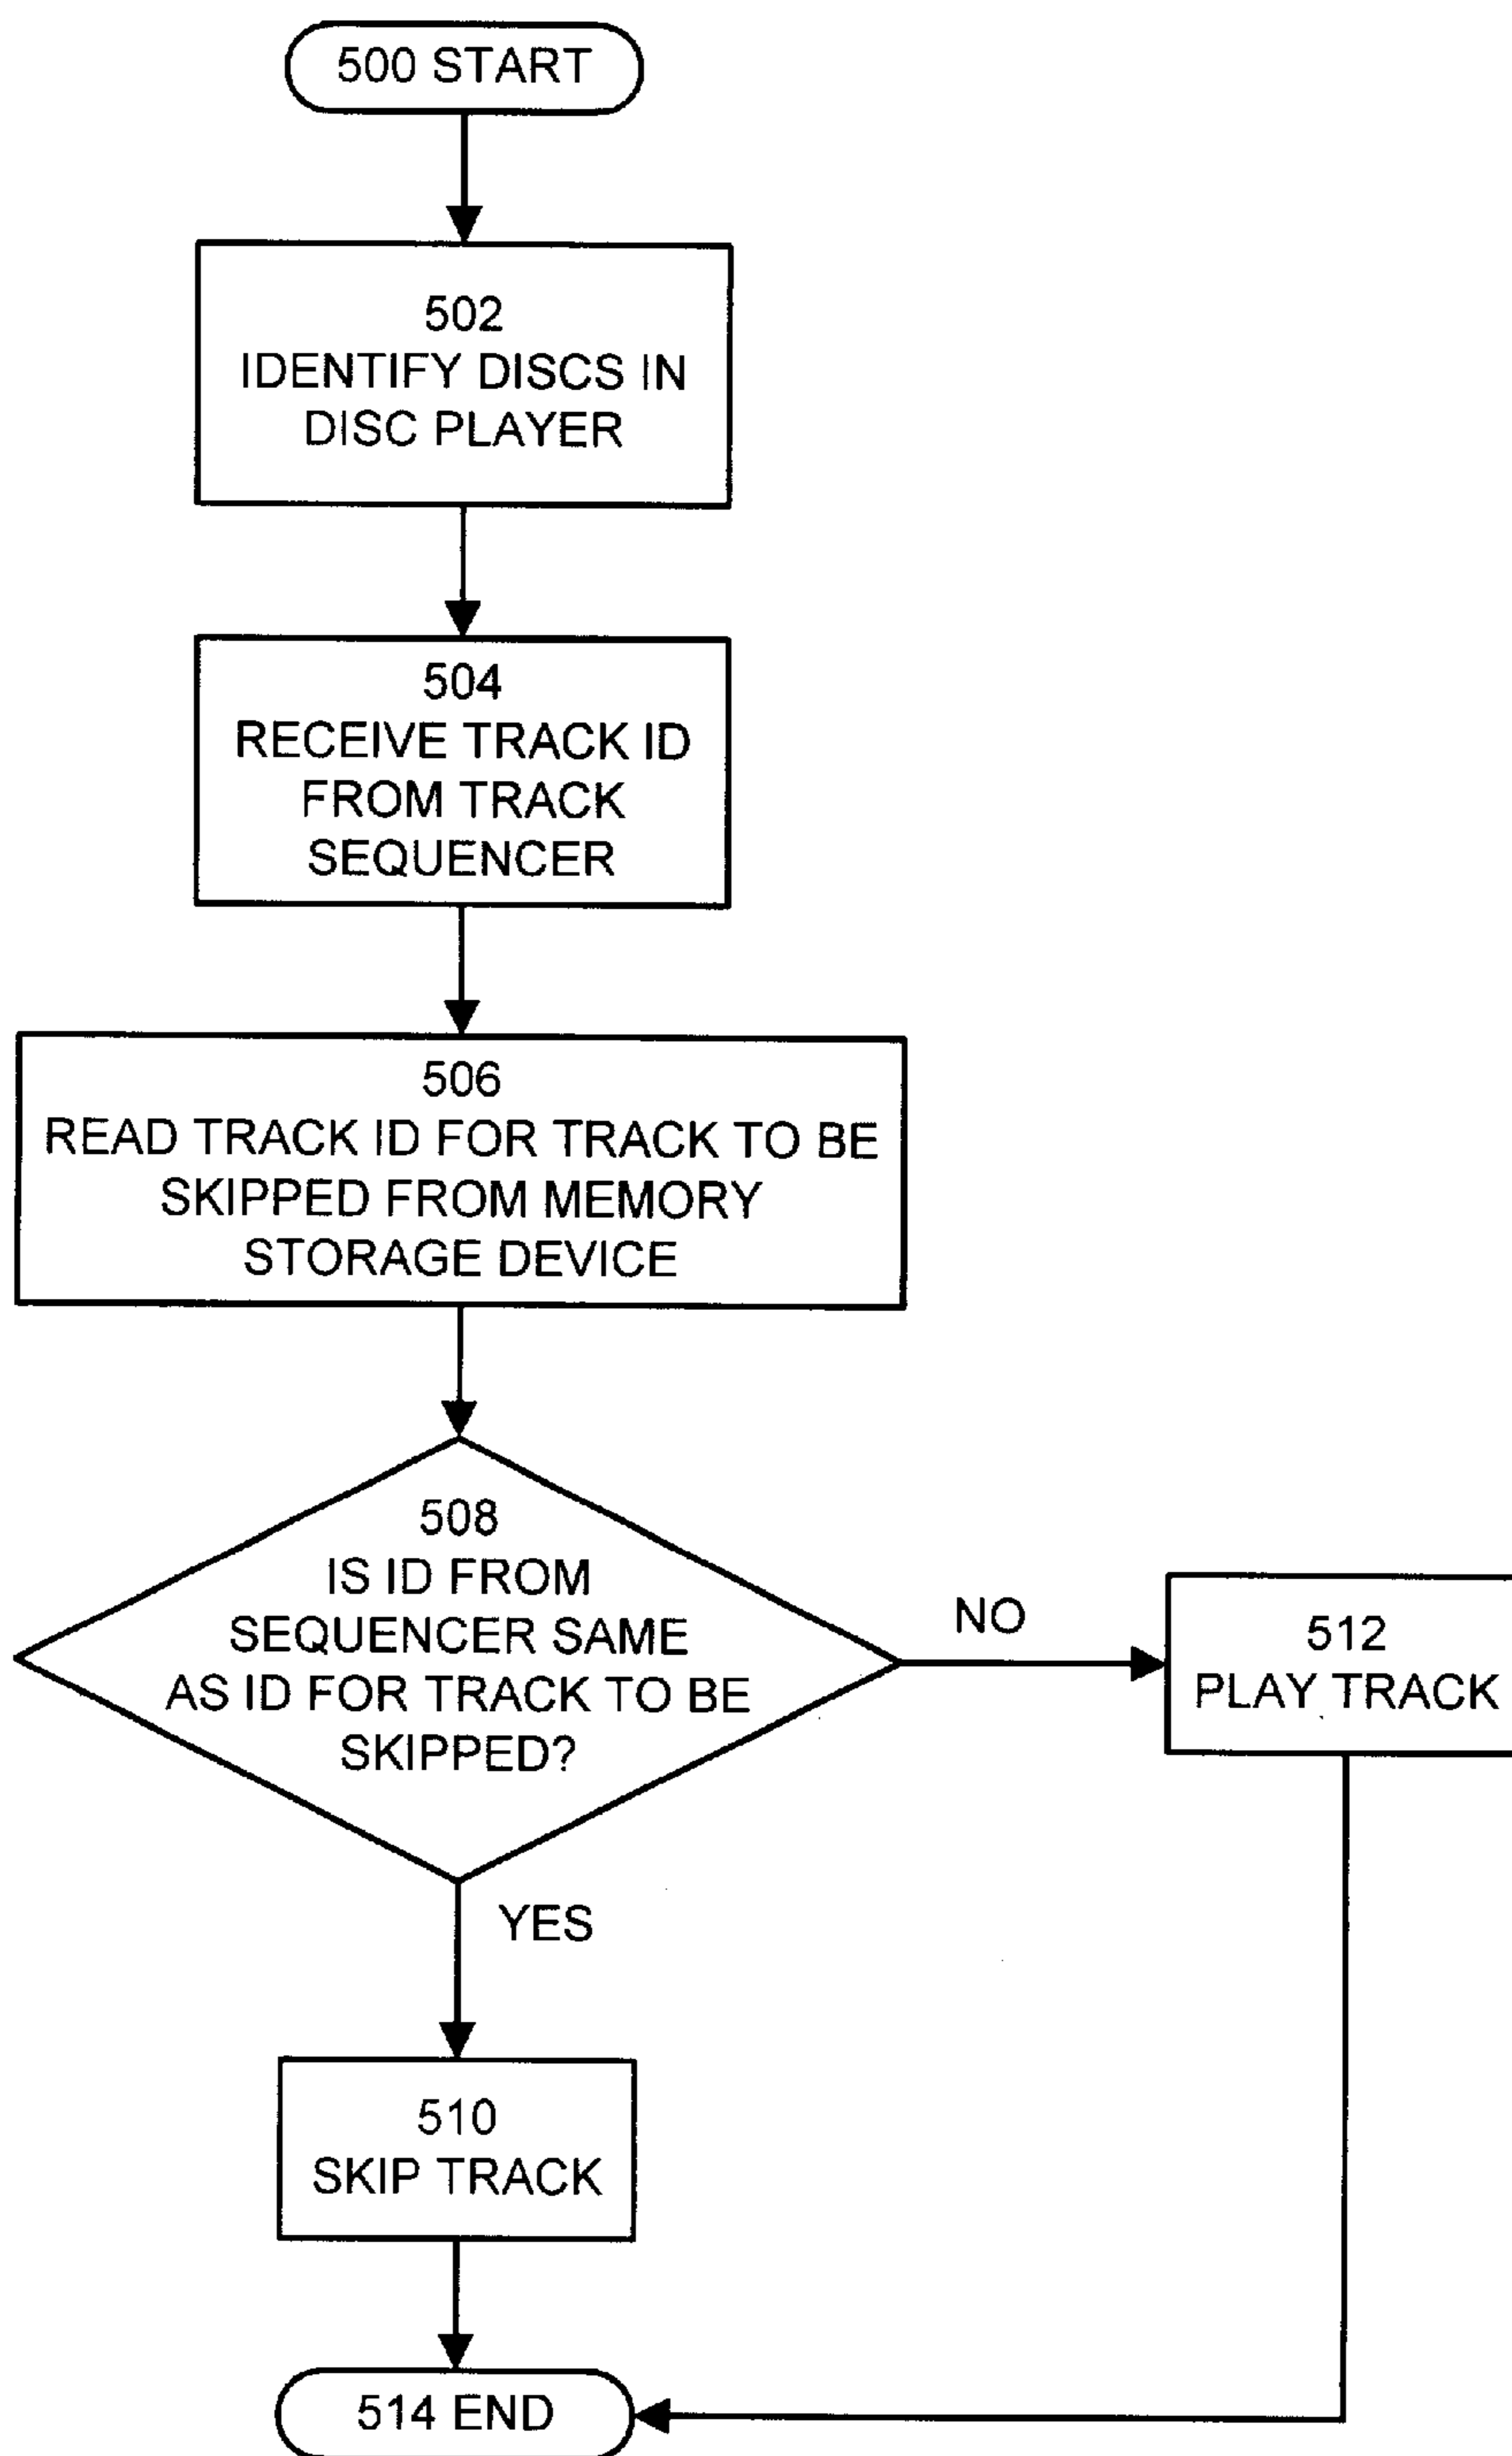 500 START
502
IDENTIFY DISCS IN
DISC PLAYER
504
RECEIVE TRACK ID
FROM TRACK
SEQUENCER
506
READ TRACK ID FOR TRACK TO BE
SKIPPED FROM MEMORY
STORAGE DEVICE
508
IS ID FROM
SEQUENCER SAME
AS ID FOR TRACK TO BE
SKIPPED?
NO
512
PLAY TRACK
YES
510
SKIP TRACK
514 END